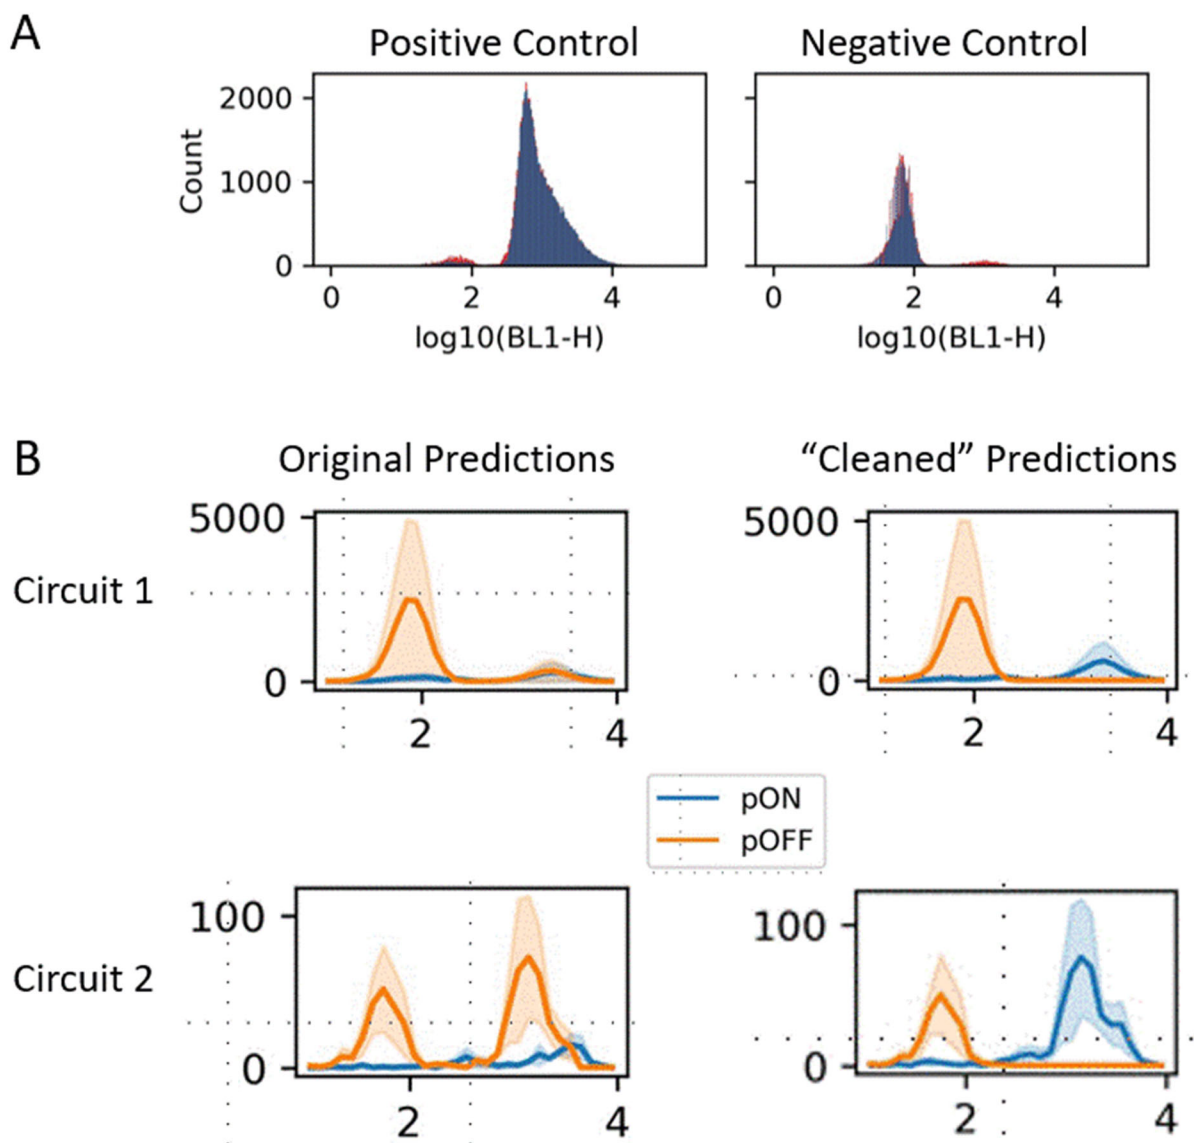 A
Positive Control
Negative Control
Count
2000
1000
0
0 2 4
0 2 4
log10(BL1-H)
log10(BL1-H)
B
Original Predictions
“Cleaned” Predictions
Circuit 1
5000
0
2 4
5000
0
2 4
pON
pOFF
Circuit 2
100
0
2 4
100
0
2 4